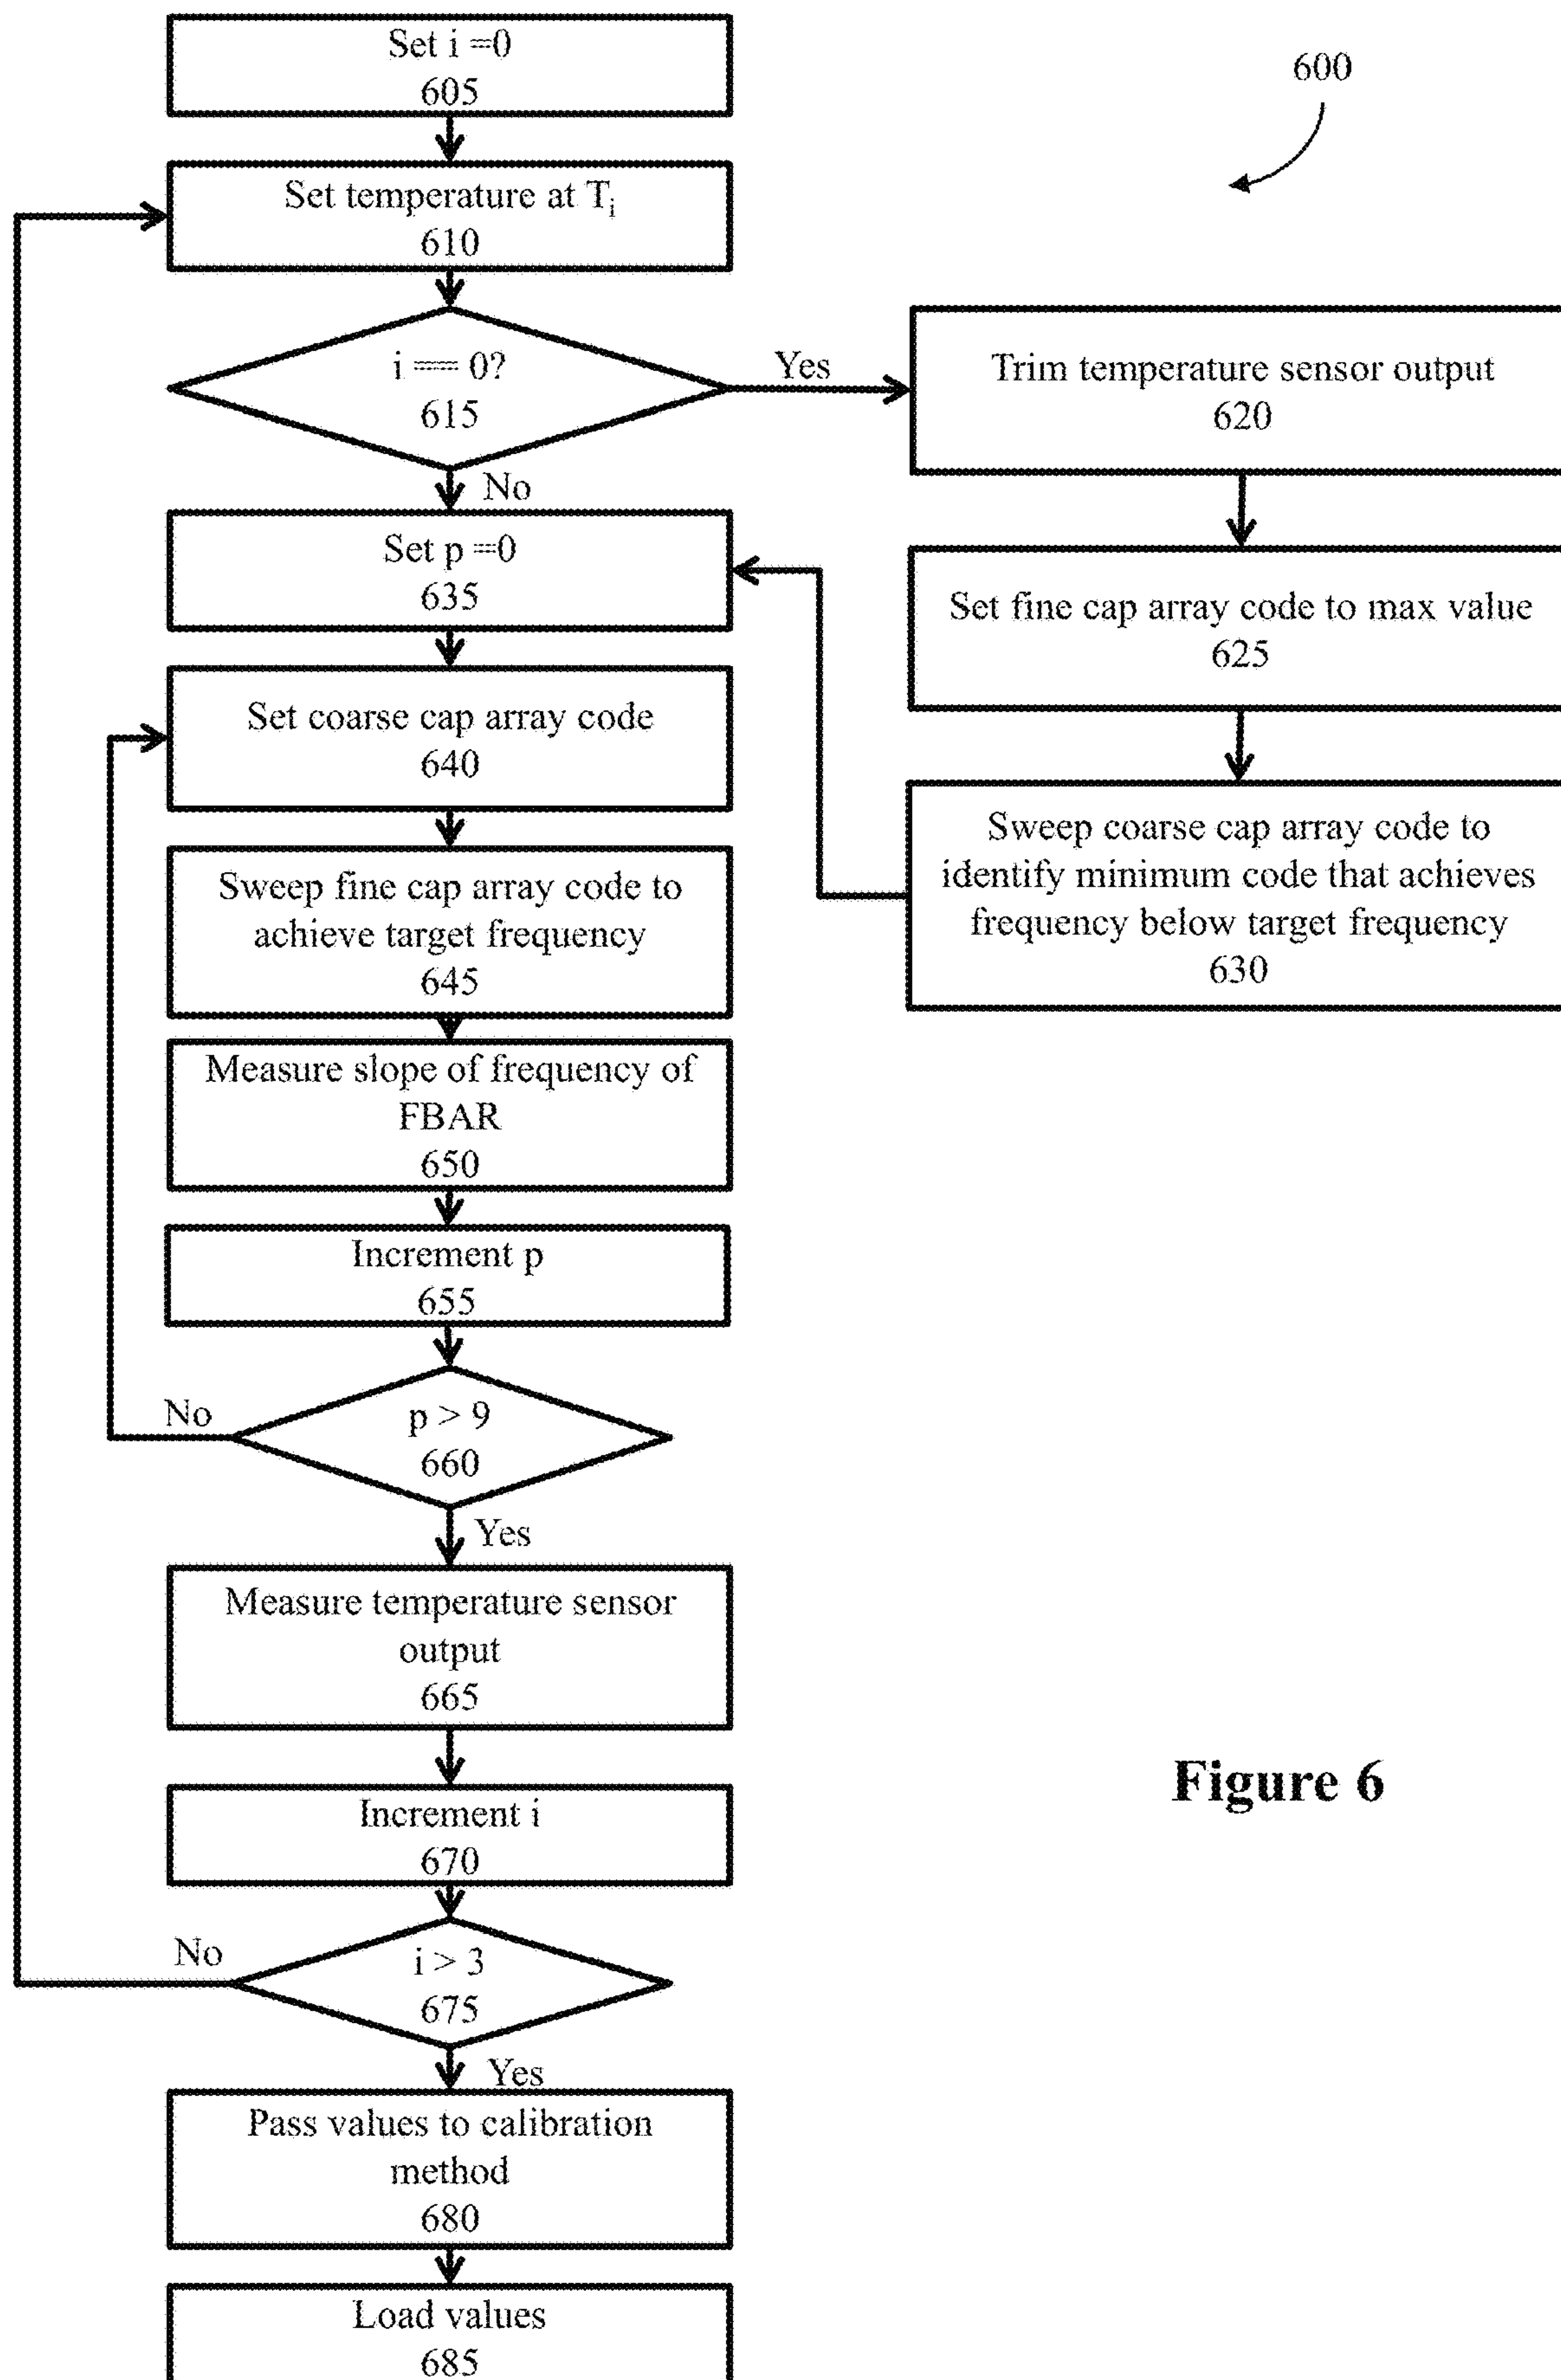 Set i =0
605
600
Set temperature at Ti
610
i == 0?
615
Yes
No
Trim temperature sensor output
620
Set fine cap array code to max value
625
Sweep coarse cap array code to
identify minimum code that achieves
frequency below target frequency
630
Set p =0
635
Set coarse cap array code
640
Sweep fine cap array code to
achieve target frequency
645
Measure slope of frequency of
FBAR
650
Increment p
655
p > 9
660
No
Yes
Measure temperature sensor
output
665
Increment i
670
i > 3
675
No
Yes
Pass values to calibration
method
680
Load values
685
Figure 6